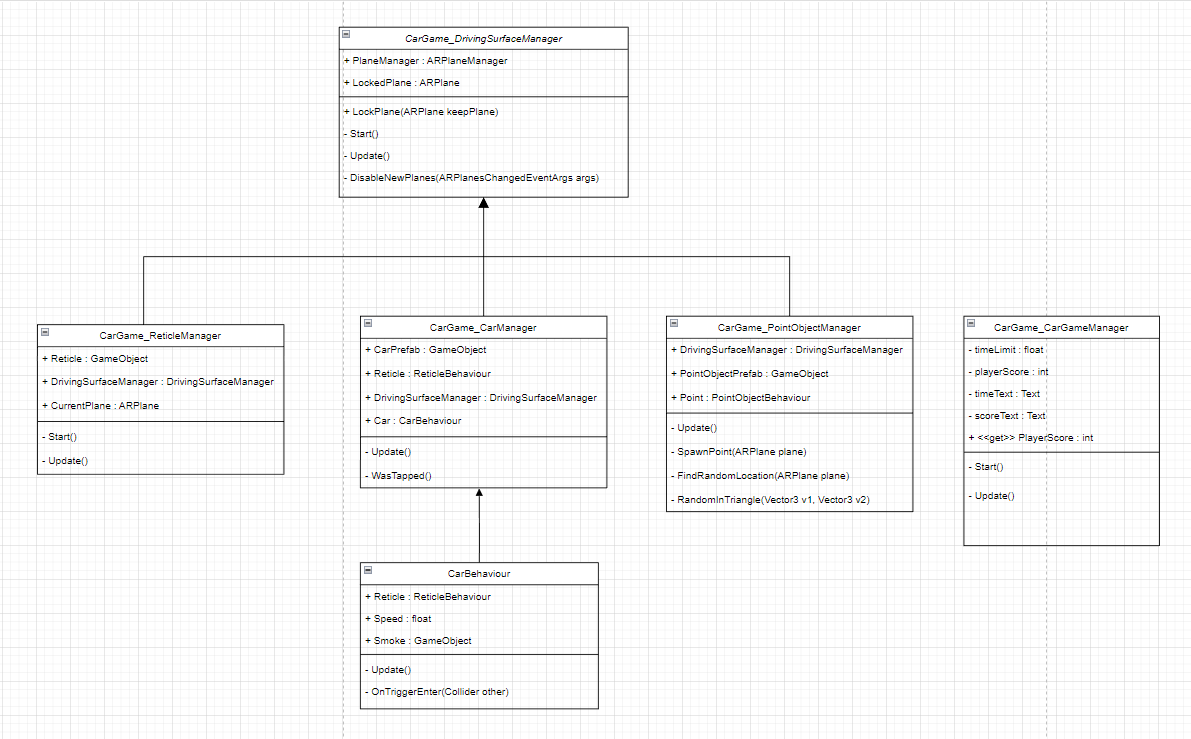 CarGame_DrivingSurfaceManager
+ PlaneManager : ARPlaneManager
+ LockedPlane : ARPlane
+ LockPlane(ARPlane keepPlane)
- Start()
- Update()
- DisableNewPlanes(ARPlanesChangedEventArgs args)
CarGame_ReticleManager
+ Reticle : GameObject
+ DrivingSurfaceManager : DrivingSurfaceManager
+ CurrentPlane : ARPlane
- Start()
- Update()
CarGame_CarManager
+ CarPrefab : GameObject
+ Reticle : ReticleBehaviour
+ DrivingSurfaceManager : DrivingSurfaceManager
+ Car : CarBehaviour
- Update()
- WasTapped()
CarGame_PointObjectManager
+ DrivingSurfaceManager : DrivingSurfaceManager
+ PointObjectPrefab : GameObject
+ Point : PointObjectBehaviour
- Update()
- SpawnPoint(ARPlane plane)
- FindRandomLocation(ARPlane plane)
- RandomInTriangle(Vector3 v1, Vector3 v2)
CarGame_CarGameManager
- timeLimit : float
- playerScore : int
- timeText : Text
- scoreText : Text
+ <<get>> PlayerScore : int
- Start()
- Update()
CarBehaviour
+ Reticle : ReticleBehaviour
+ Speed : float
+ Smoke : GameObject
- Update()
- OnTriggerEnter(Collider other)